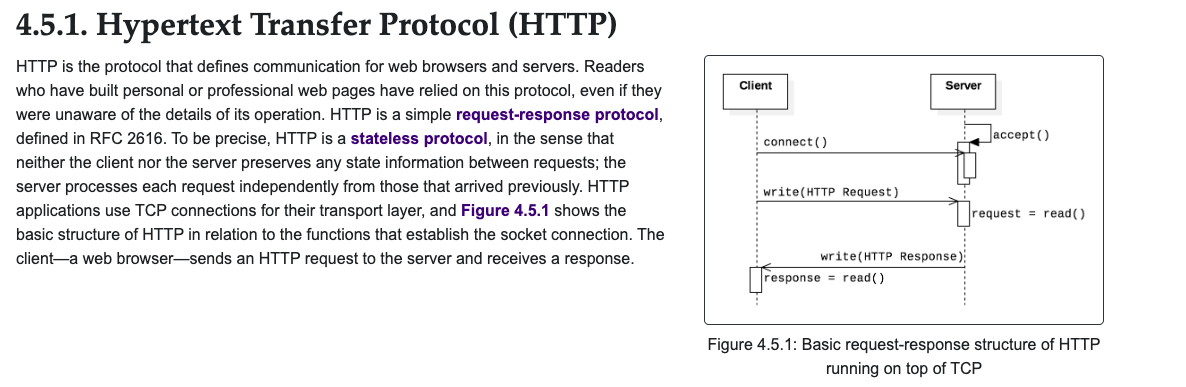 4.5.1. Hypertext Transfer Protocol (HTTP)
HTTP is the protocol that defines communication for web browsers and servers. Readers
who have built personal or professional web pages have relied on this protocol, even if they
were unaware of the details of its operation. HTTP is a simple request-response protocol,
defined in RFC 2616. To be precise, HTTP is a stateless protocol, in the sense that
neither the client nor the server preserves any state information between requests; the
server processes each request independently from those that arrived previously. HTTP
applications use TCP connections for their transport layer, and Figure 4.5.1 shows the
basic structure of HTTP in relation to the functions that establish the socket connection. The
client—a web browser—sends an HTTP request to the server and receives a response.
Client
Server
accept()
connect()
write(HTTP Request)
request = read()
write(HTTP Response)
response = read()
Figure 4.5.1: Basic request-response structure of HTTP
running on top of TCP